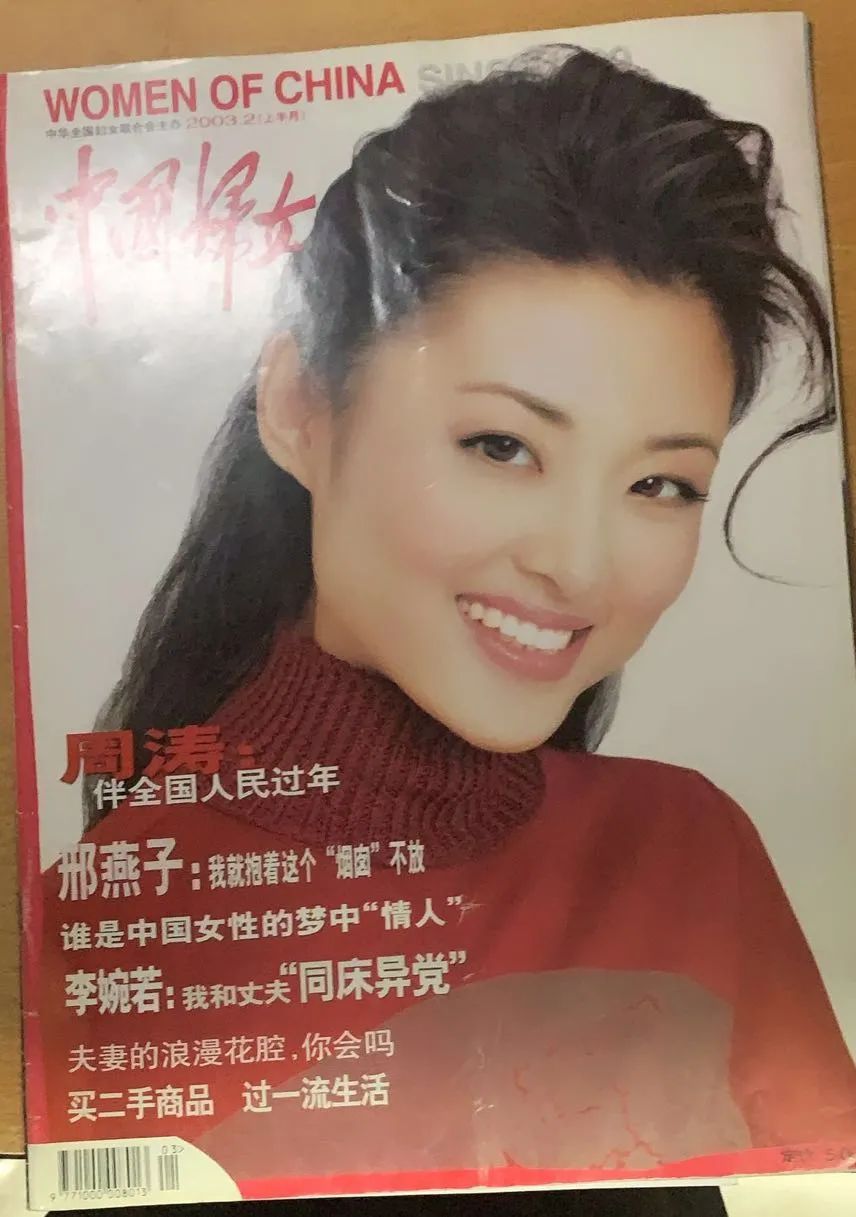 WOMEN OF CHINA
中华全国妇女联合会主办 2003.2(上半月)
中国妇女
周涛:
伴全国人民过年
邢燕子:我就抱着这个“烟囱”不放
谁是中国女性的梦中“情人”
李婉若:我和丈夫“同床异党”
夫妻的浪漫花腔,你会吗
买二手商品 过一流生活
03>
9 771000 008013